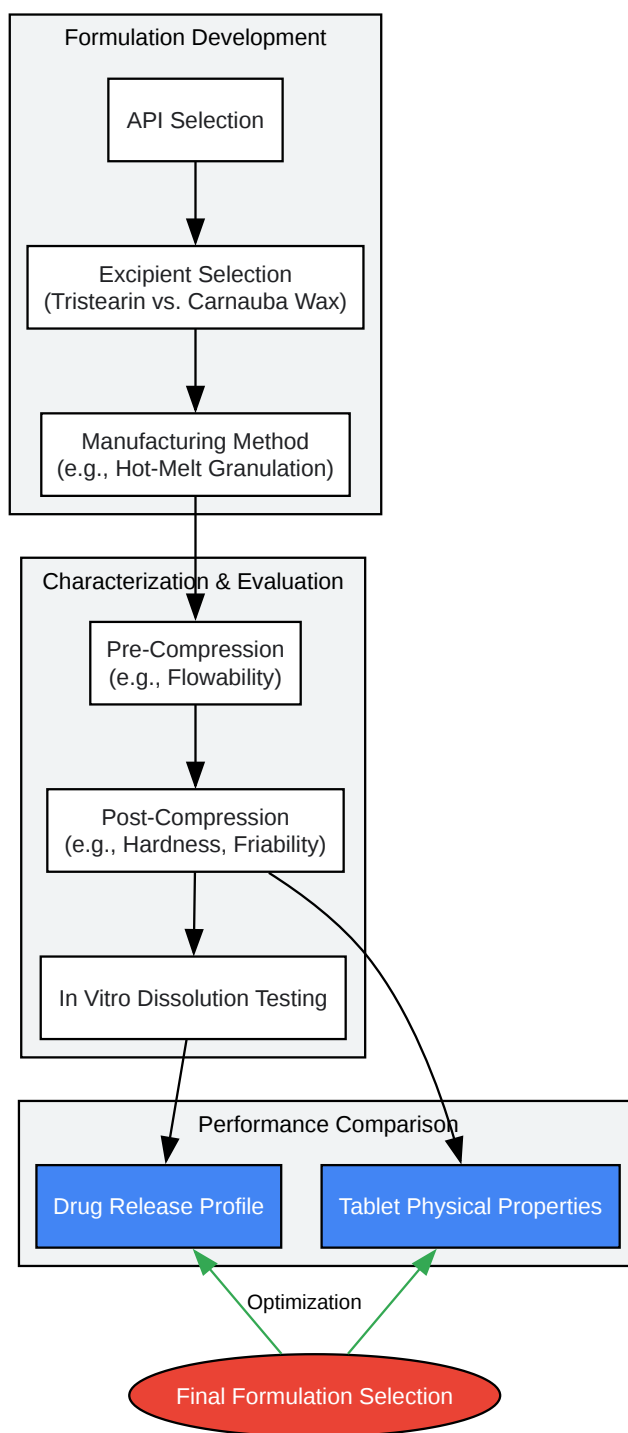 Formulation Development
API Selection
Excipient Selection
(Tristearin vs. Carnauba Wax)
Manufacturing Method
(e.g., Hot-Melt Granulation)
Characterization & Evaluation
Pre-Compression
(e.g., Flowability)
Post-Compression
(e.g., Hardness, Friability)
In Vitro Dissolution Testing
Performance Comparison
Drug Release Profile
Tablet Physical Properties
Optimization
Final Formulation Selection